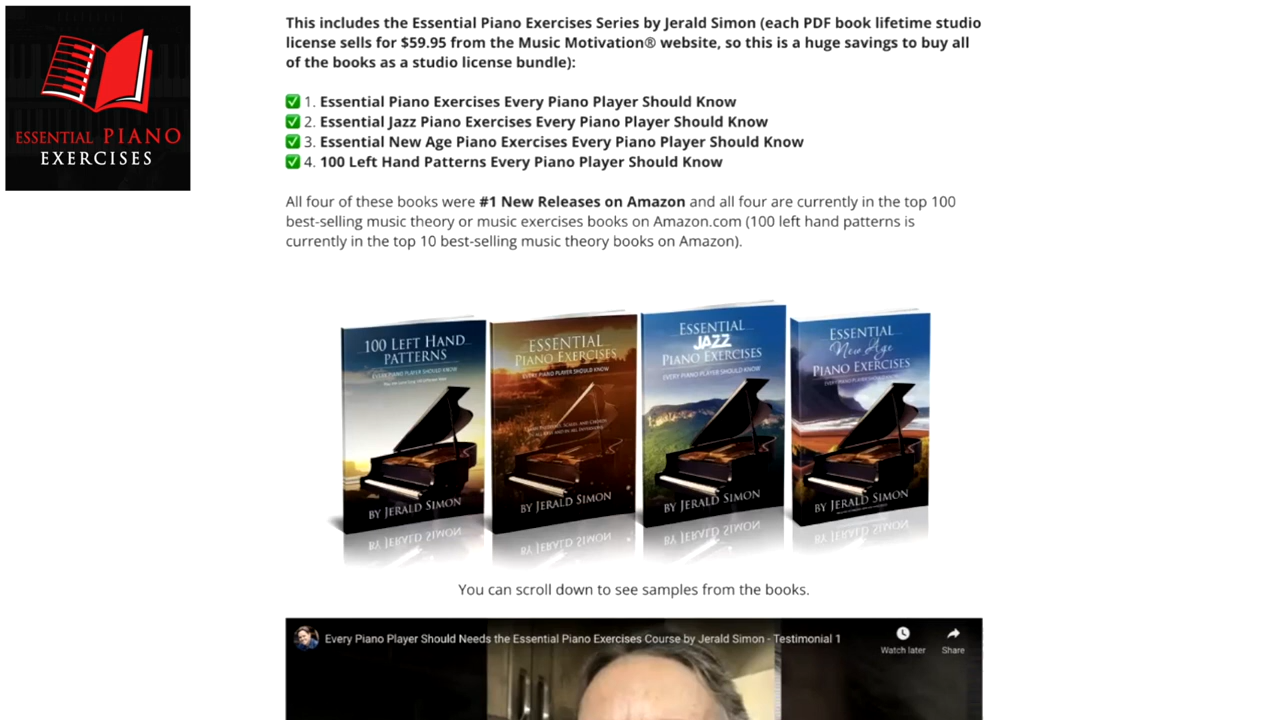 ESSENTIAL PIANO
EXERCISES
This includes the Essential Piano Exercises Series by Jerald Simon (each PDF book lifetime studio
license sells for $59.95 from the Music Motivation® website, so this is a huge savings to buy all
of the books as a studio license bundle):
✅ 1. Essential Piano Exercises Every Piano Player Should Know
✅ 2. Essential Jazz Piano Exercises Every Piano Player Should Know
✅ 3. Essential New Age Piano Exercises Every Piano Player Should Know
✅ 4. 100 Left Hand Patterns Every Piano Player Should Know
All four of these books were #1 New Releases on Amazon and all four are currently in the top 100
best-selling music theory or music exercises books on Amazon.com (100 left hand patterns is
currently in the top 10 best-selling music theory books on Amazon).
100 LEFT HAND
PATTERNS
EVERY PIANO PLAYER SHOULD KNOW
BY JERALD SIMON
ESSENTIAL
PIANO EXERCISES
EVERY PIANO PLAYER SHOULD KNOW
BY JERALD SIMON
ESSENTIAL
JAZZ
PIANO EXERCISES
EVERY PIANO PLAYER SHOULD KNOW
BY JERALD SIMON
ESSENTIAL
New Age
PIANO EXERCISES
EVERY PIANO PLAYER SHOULD KNOW
BY JERALD SIMON
You can scroll down to see samples from the books.
Every Piano Player Should Needs the Essential Piano Exercises Course by Jerald Simon - Testimonial 1
Watch later
Share